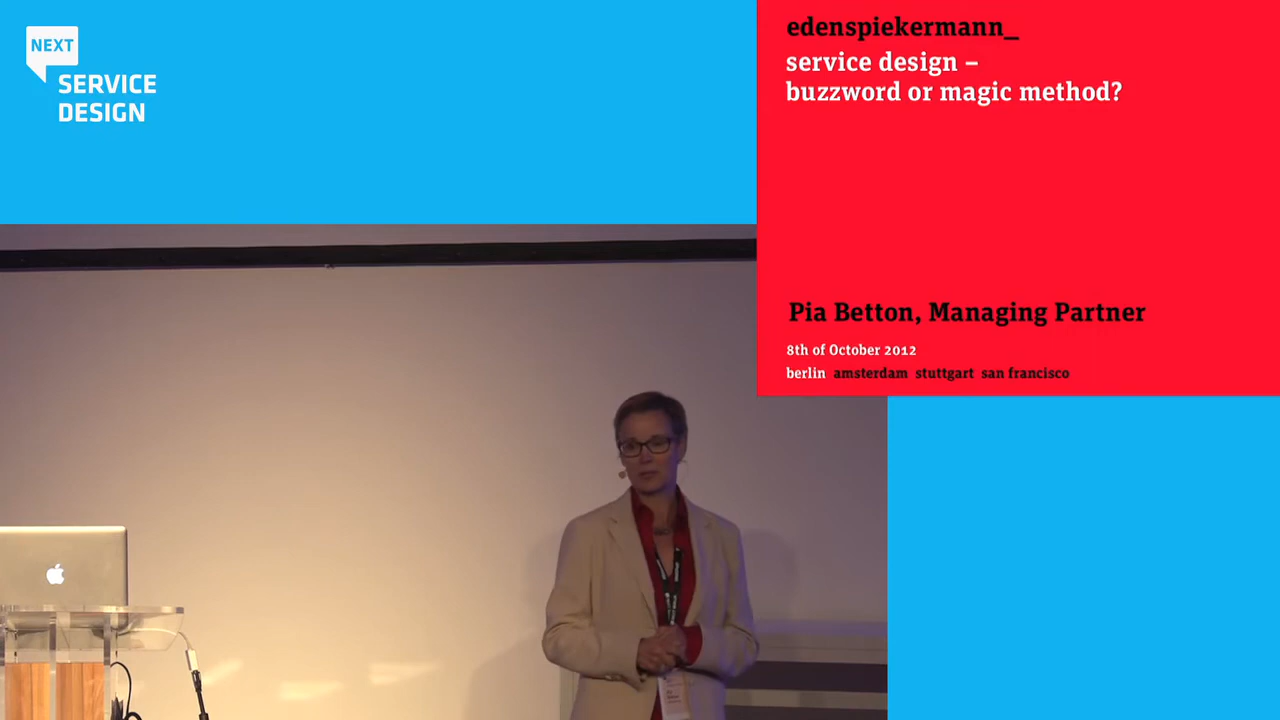 NEXT
SERVICE
DESIGN
edenspiekermann_
service design –
buzzword or magic method?
Pia Betton, Managing Partner
8th of October 2012
berlin amsterdam stuttgart san francisco